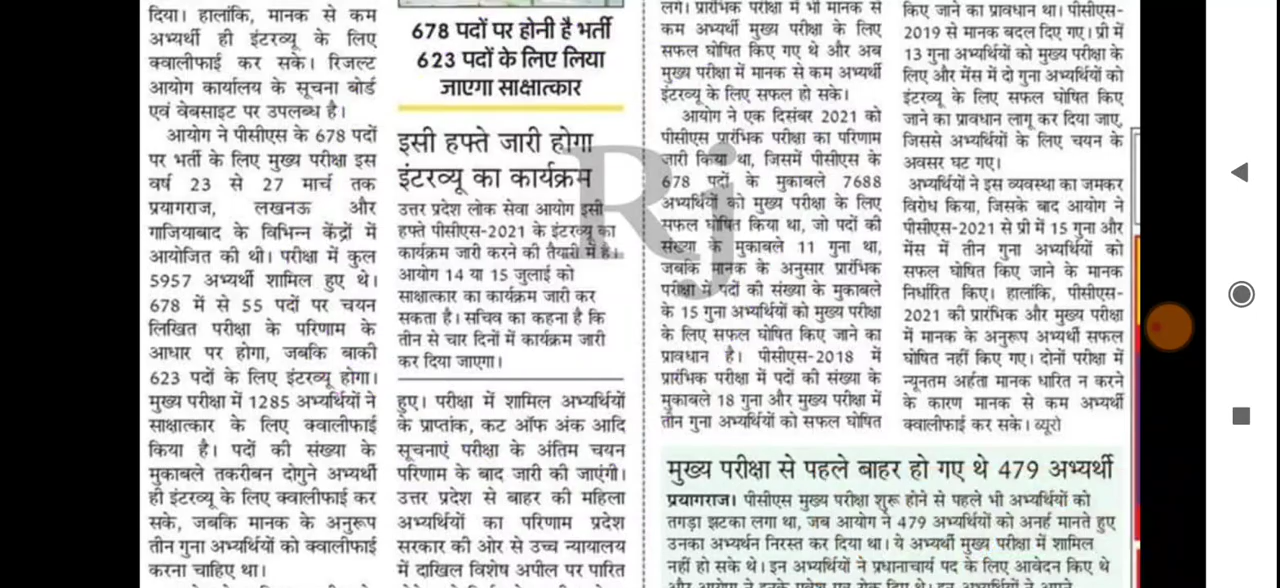 दिया। हालांकि, मानक से कम
अभ्यर्थी ही इंटरव्यू के लिए
क्वालीफाई कर सके। रिजल्ट
आयोग कार्यालय के सूचना बोर्ड
एवं वेबसाइट पर उपलब्ध है।
आयोग ने पीसीएस के 678 पदों
पर भर्ती के लिए मुख्य परीक्षा इस
वर्ष 23 से 27 मार्च तक
प्रयागराज, लखनऊ और
गाजियाबाद के विभिन्न केंद्रों में
आयोजित की थी। परीक्षा में कुल
5957 अभ्यर्थी शामिल हुए थे।
678 में से 55 पदों पर चयन
लिखित परीक्षा के परिणाम के
आधार पर होगा, जबकि बाकी
623 पदों के लिए इंटरव्यू होगा।
मुख्य परीक्षा में 1285 अभ्यर्थियों ने
साक्षात्कार के लिए क्वालीफाई
किया है। पदों की संख्या के
मुकाबले तकरीबन दोगुने अभ्यर्थी
ही इंटरव्यू के लिए क्वालीफाई कर
सके, जबकि मानक के अनुरूप
तीन गुना अभ्यर्थियों को क्वालीफाई
करना चाहिए था।
678 पदों पर होनी है भर्ती
623 पदों के लिए लिया
जाएगा साक्षात्कार
इसी हफ्ते जारी होगा
इंटरव्यू का कार्यक्रम
उत्तर प्रदेश लोक सेवा आयोग इसी
हफ्ते पीसीएस-2021 के इंटरव्यू का
कार्यक्रम जारी करने की तैयारी में है।
आयोग 14 या 15 जुलाई को
साक्षात्कार का कार्यक्रम जारी कर
सकता है। सचिव का कहना है कि
तीन से चार दिनों में कार्यक्रम जारी
कर दिया जाएगा।
हुए। परीक्षा में शामिल अभ्यर्थियों
के प्राप्तांक, कट ऑफ अंक आदि
सूचनाएं परीक्षा के अंतिम चयन
परिणाम के बाद जारी की जाएंगी।
उत्तर प्रदेश से बाहर की महिला
अभ्यर्थियों का परिणाम प्रदेश
सरकार की ओर से उच्च न्यायालय
में दाखिल विशेष अपील पर पारित
लगे। प्रारंभिक परीक्षा में भी मानक से
कम अभ्यर्थी मुख्य परीक्षा के लिए
सफल घोषित किए गए थे और अब
मुख्य परीक्षा में मानक से कम अभ्यर्थी
इंटरव्यू के लिए सफल हो सके।
आयोग ने एक दिसंबर 2021 को
पीसीएस प्रारंभिक परीक्षा का परिणाम
जारी किया था, जिसमें पीसीएस के
678 पदों के मुकाबले 7688
अभ्यर्थियों को मुख्य परीक्षा के लिए
सफल घोषित किया था, जो पदों की
संख्या के मुकाबले 11 गुना था,
जबकि मानक के अनुसार प्रारंभिक
परीक्षा में पदों की संख्या के मुकाबले
के 15 गुना अभ्यर्थियों को मुख्य परीक्षा
के लिए सफल घोषित किए जाने का
प्रावधान है। पीसीएस-2018 में
प्रारंभिक परीक्षा में पदों की संख्या के
मुकाबले 18 गुना और मुख्य परीक्षा में
तीन गुना अभ्यर्थियों को सफल घोषित
किए जाने का प्रावधान था। पीसीएस-
2019 से मानक बदल दिए गए। प्री में
13 गुना अभ्यर्थियों को मुख्य परीक्षा के
लिए और मेंस में दो गुना अभ्यर्थियों को
इंटरव्यू के लिए सफल घोषित किए
जाने का प्रावधान लागू कर दिया जाए,
जिससे अभ्यर्थियों के लिए चयन के
अवसर घट गए।
अभ्यर्थियों ने इस व्यवस्था का जमकर
विरोध किया, जिसके बाद आयोग ने
पीसीएस-2021 से प्री में 15 गुना और
मेंस में तीन गुना अभ्यर्थियों को
सफल घोषित किए जाने के मानक
निर्धारित किए। हालांकि, पीसीएस-
2021 की प्रारंभिक और मुख्य परीक्षा
में मानक के अनुरूप अभ्यर्थी सफल
घोषित नहीं किए गए। दोनों परीक्षा में
न्यूनतम अर्हता मानक धारित न करने
के कारण मानक से कम अभ्यर्थी
क्वालीफाई कर सके। ब्यूरो
मुख्य परीक्षा से पहले बाहर हो गए थे 479 अभ्यर्थी
प्रयागराज। पीसीएस मुख्य परीक्षा शुरू होने से पहले भी अभ्यर्थियों को
तगड़ा झटका लगा था, जब आयोग ने 479 अभ्यर्थियों को अनर्ह मानते हुए
उनका अभ्यर्थन निरस्त कर दिया था। ये अभ्यर्थी मुख्य परीक्षा में शामिल
नहीं हो सके थे। इन अभ्यर्थियों ने प्रधानाचार्य पद के लिए आवेदन किए थे
Rj